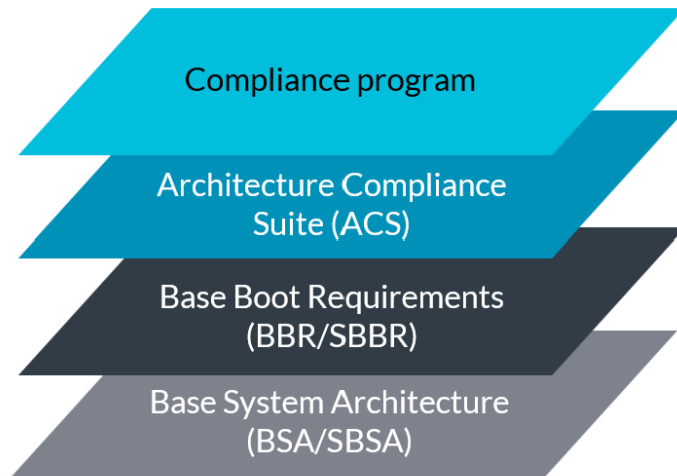 Compliance program
Architecture Compliance
Suite (ACS)
Base Boot Requirements
(BBR/SBBR)
Base System Architecture
(BSA/SBSA)